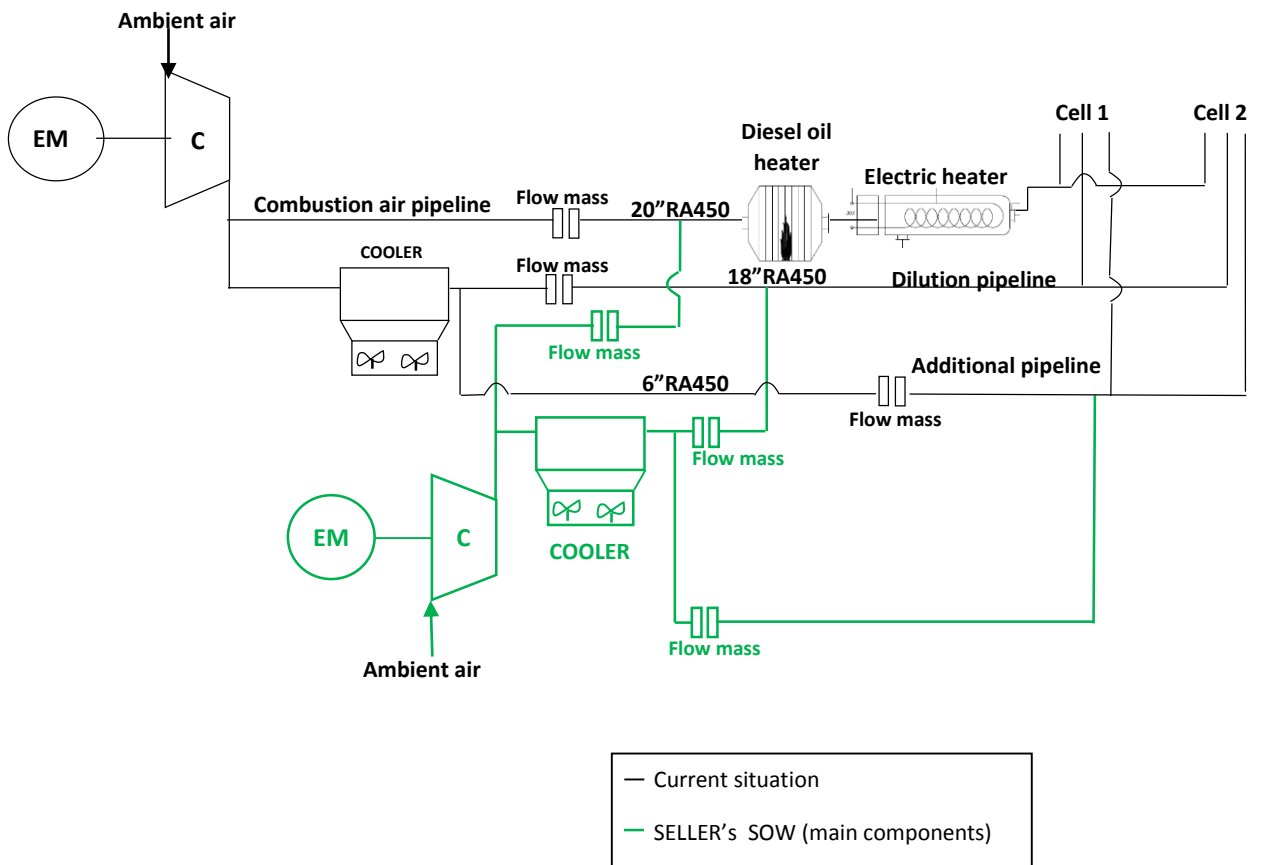 Ambient air
EM
C
Cell 1
Cell 2
Diesel oil
heater
Electric heater
Combustion air pipeline
Flow mass
20”RA450
COOLER
Flow mass
18”RA450
Dilution pipeline
Flow mass
6”RA450
Additional pipeline
Flow mass
Flow mass
EM
C
COOLER
Flow mass
Ambient air
— Current situation
— SELLER’s SOW (main components)